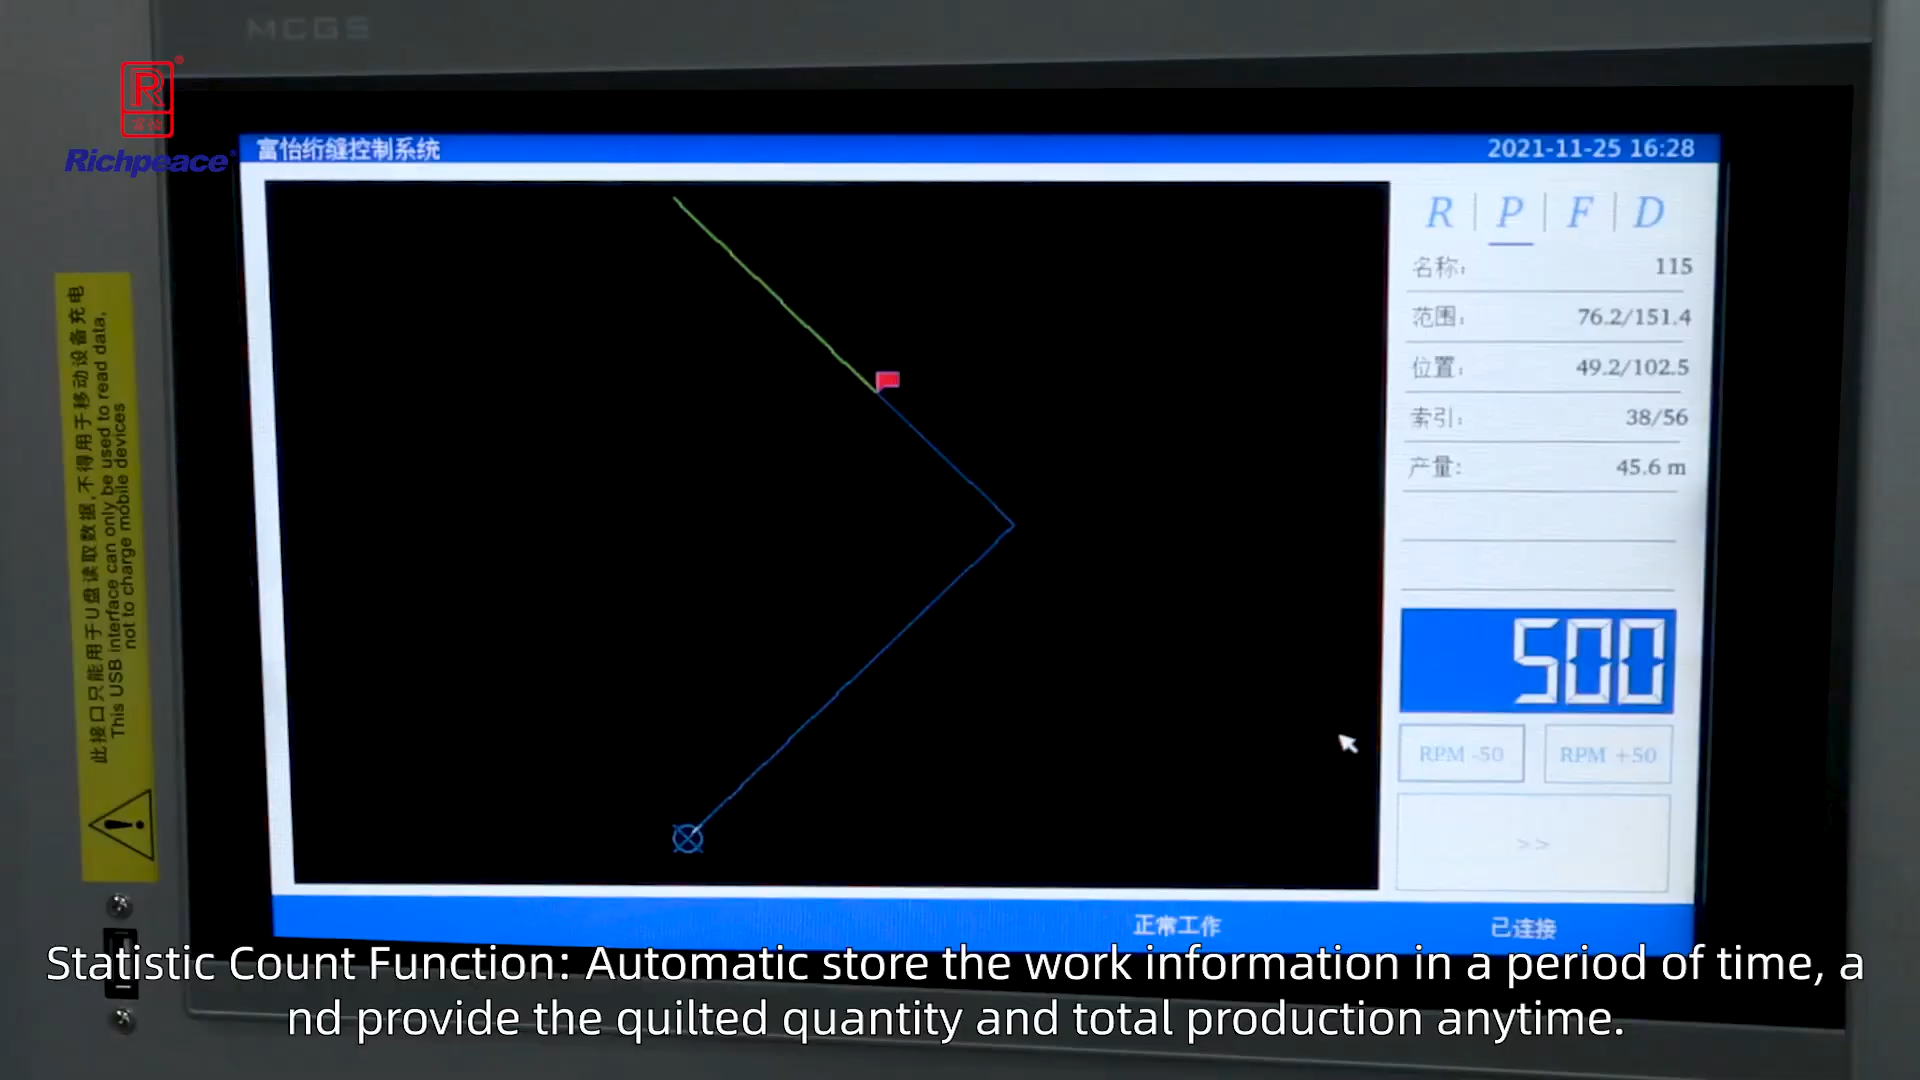 MCGS
R
富怡
Richpeace
富怡绗缝控制系统
2021-11-25 16:28
R P F D
名称: 115
范围: 76.2/151.4
位置: 49.2/102.5
索引: 38/56
产量: 45.6 m
500
RPM -50 RPM +50
>>
正常工作 已连接
此接口只能用于U盘读取数据,不得用于移动设备充电
This USB interface can only be used to read data,
not to charge mobile devices
Statistic Count Function: Automatic store the work information in a period of time, a
nd provide the quilted quantity and total production anytime.